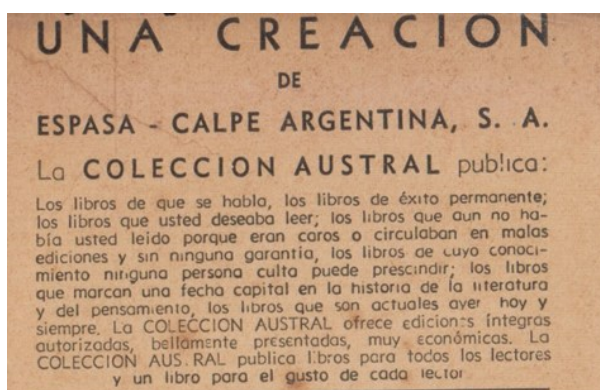 UNA CREACION
DE
ESPASA - CALPE ARGENTINA, S. A.
La COLECCION AUSTRAL publica:
Los libros de que se habla, los libros de éxito permanente;
los libros que usted deseaba leer; los libros que aun no ha-
bía usted leido porque eran caros o circulaban en malas
ediciones y sin ninguna garantía, los libros de cuyo conoci-
miento ninguna persona culta puede prescindir; los libros
que marcan una fecha capital en la historia de la literatura
y del pensamiento, los libros que son actuales ayer hoy y
siempre. La COLECCION AUSTRAL ofrece ediciones íntegras
autorizadas, bellamente presentadas, muy económicas. La
COLECCION AUS RAL publica libros para todos los lectores
y un libro para el gusto de cada lector